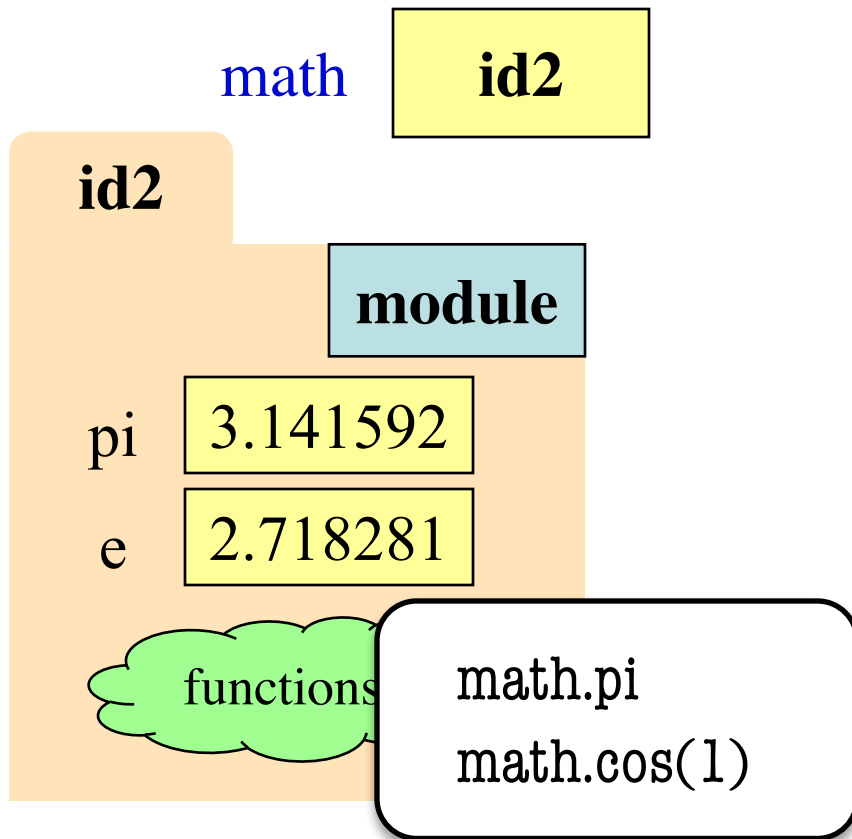 math id2
id2
module
pi 3.141592
e 2.718281
functions
math.pi
math.cos(1)